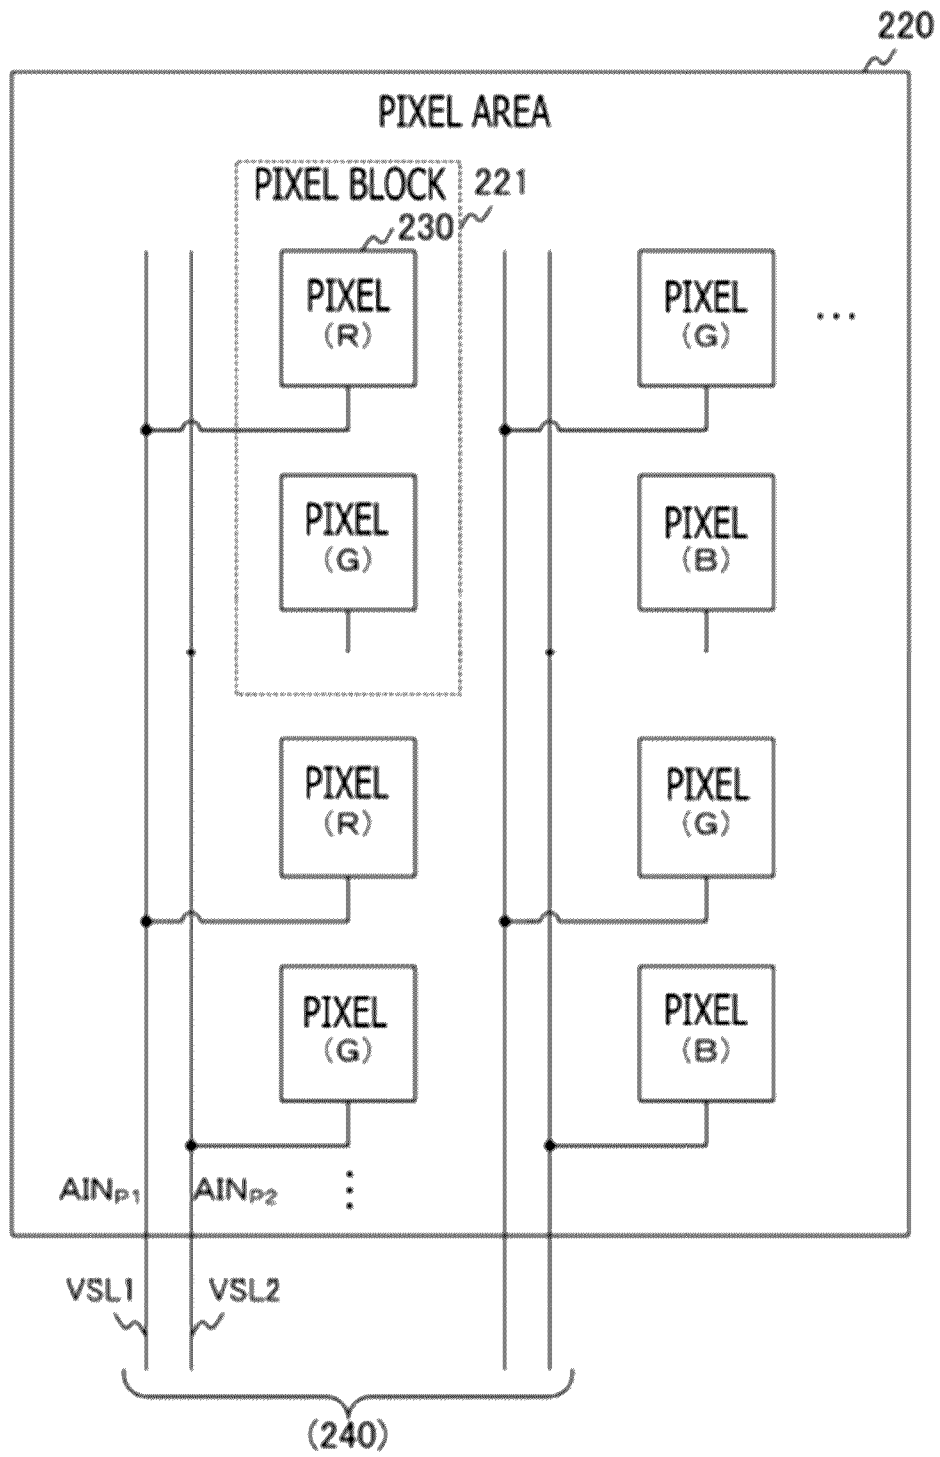 220
PIXEL AREA
PIXEL BLOCK
221
230
PIXEL
(R)
PIXEL
(G)
...
PIXEL
(G)
PIXEL
(B)
PIXEL
(R)
PIXEL
(G)
PIXEL
(G)
PIXEL
(B)
AINP1
AINP2
VSL1
VSL2
(240)